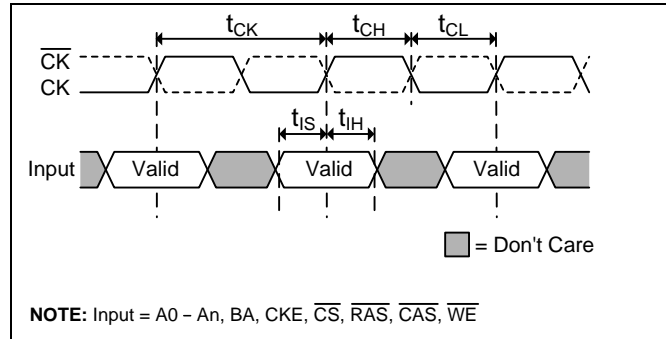 tCK tCH tCL
CK
CK
tIS tIH
Input Valid Valid Valid
= Don't Care
NOTE: Input = A0 – An, BA, CKE, CS, RAS, CAS, WE